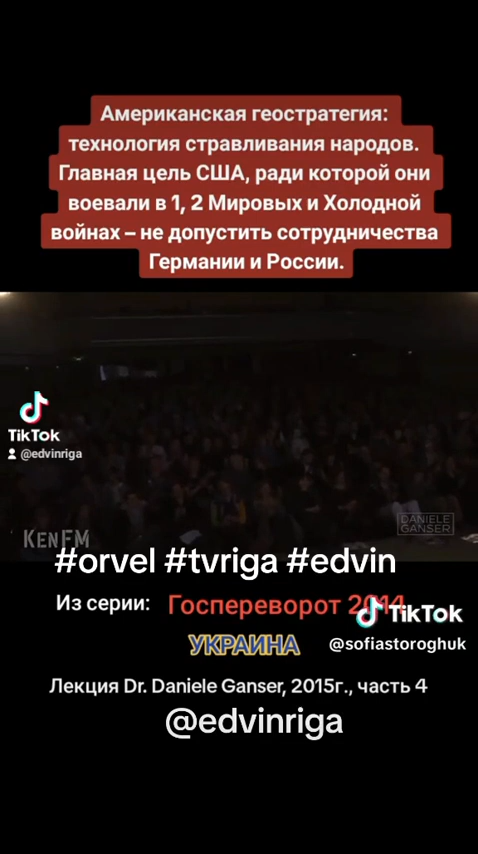 Американская геостратегия:
технология стравливания народов.
Главная цель США, ради которой они
воевали в 1, 2 Мировых и Холодной
войнах – не допустить сотрудничества
Германии и России.
TikTok
@edvinriga
DANIELE
GANSER
KENFM
#orvel #tvriga #edvin
Из серии: Госпереворот 2014
TikTok
УКРАИНА
@sofiastoroghuk
Лекция Dr. Daniele Ganser, 2015г., часть 4
@edvinriga